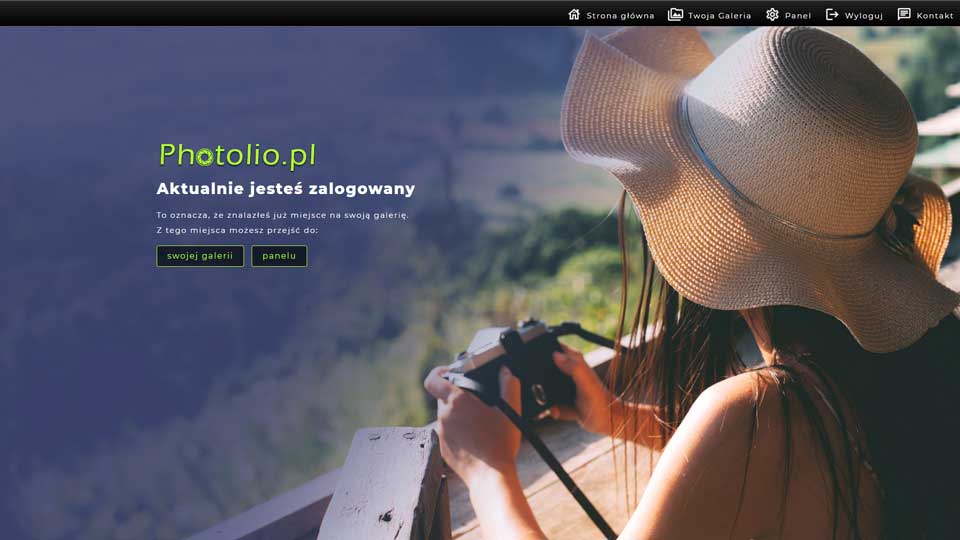 Strona główna Twoja Galeria Panel Wyloguj Kontakt
Photolio.pl
Aktualnie jesteś zalogowany
To oznacza, że znalazłeś już miejsce na swoją galerię.
Z tego miejsca możesz przejść do:
swojej galerii panelu